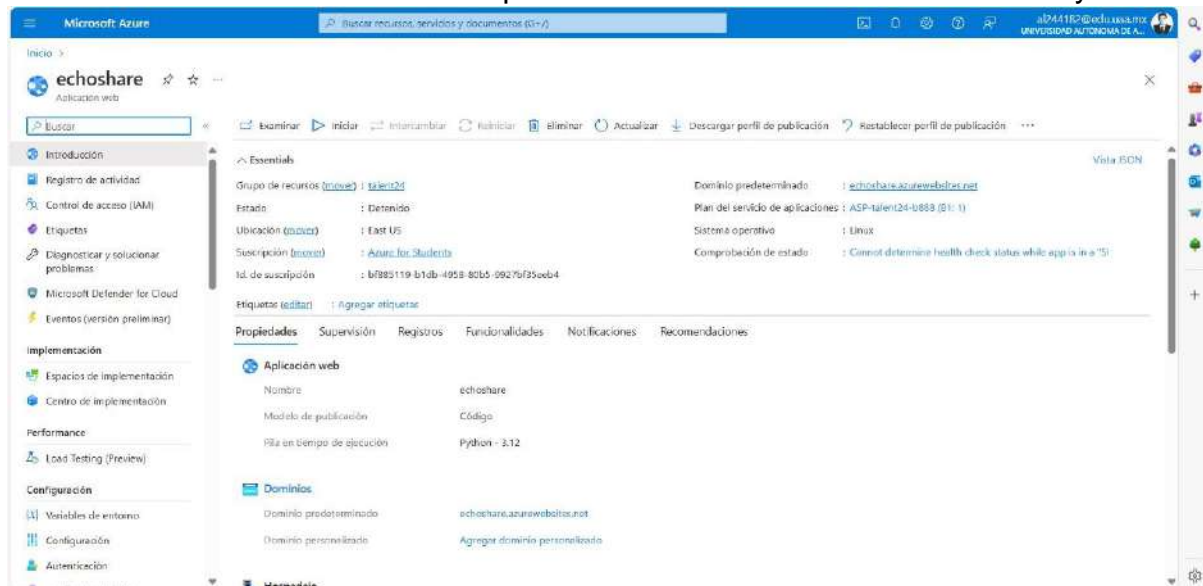 Microsoft Azure
Buscar recursos, servicios y documentos (G+/)
al244182@edu.uaa.mx
UNIVERSIDAD AUTONOMA DE A...
Inicio >
echoshare
Aplicación web
Buscar
Examinar Iniciar Intercambiar Reiniciar Eliminar Actualizar Descargar perfil de publicación Restablecer perfil de publicación ...
Introducción
Registro de actividad
Control de acceso (IAM)
Etiquetas
Diagnosticar y solucionar problemas
Microsoft Defender for Cloud
Eventos (versión preliminar)
Implementación
Espacios de implementación
Centro de implementación
Performance
Load Testing (Preview)
Configuración
Variables de entorno
Configuración
Autenticación
Essentials
Vista JSON
Grupo de recursos (mover) : talent24
Estado : Detenido
Ubicación (mover) : East US
Suscripción (mover) : Azure for Students
Id. de suscripción : bf885119-b1db-4958-80b5-9927bf35eeb4
Dominio predeterminado : echoshare.azurewebsites.net
Plan del servicio de aplicaciones : ASP-talent24-b888 (B1: 1)
Sistema operativo : Linux
Comprobación de estado : Cannot determine health check status while app is in a "S
Etiquetas (editar) : Agregar etiquetas
Propiedades Supervisión Registros Funcionalidades Notificaciones Recomendaciones
Aplicación web
Nombre echoshare
Modelo de publicación Código
Pila en tiempo de ejecución Python - 3.12
Dominios
Dominio predeterminado echoshare.azurewebsites.net
Dominio personalizado Agregar dominio personalizado
Hospedaje